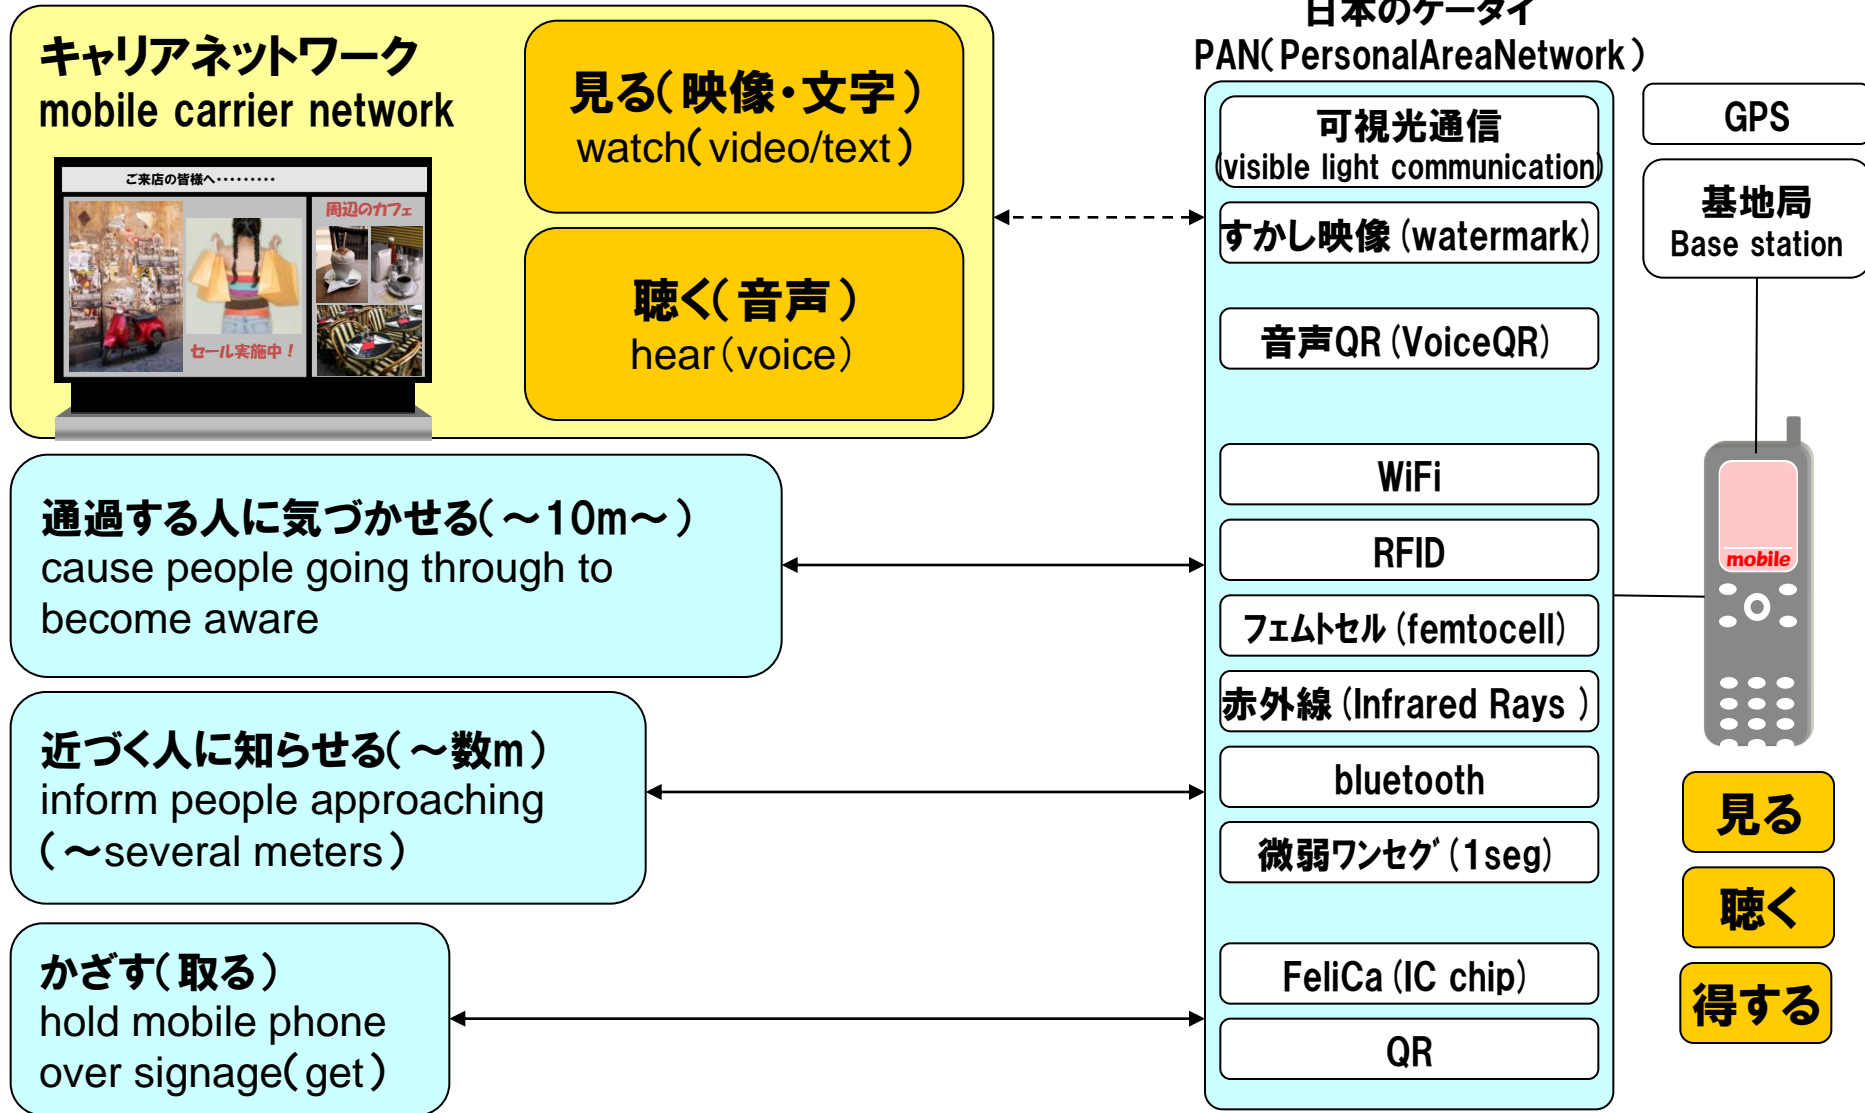 キャリアネットワーク
mobile carrier network
ご来店の皆様へ・・・・・・・・・
周辺のカフェ
セール実施中！
見る（映像・文字）
watch（video/text）
聴く（音声）
hear（voice）
通過する人に気づかせる（～10m～）
cause people going through to
become aware
近づく人に知らせる（～数m）
inform people approaching
（～several meters）
かざす（取る）
hold mobile phone
over signage（get）
日本のケータイ
PAN（PersonalAreaNetwork）
可視光通信
(visible light communication)
すかし映像 (watermark)
音声QR (VoiceQR)
WiFi
RFID
フェムトセル (femtocell)
赤外線 (Infrared Rays )
bluetooth
微弱ワンセグ (1seg)
FeliCa (IC chip)
QR
GPS
基地局
Base station
mobile
見る
聴く
得する